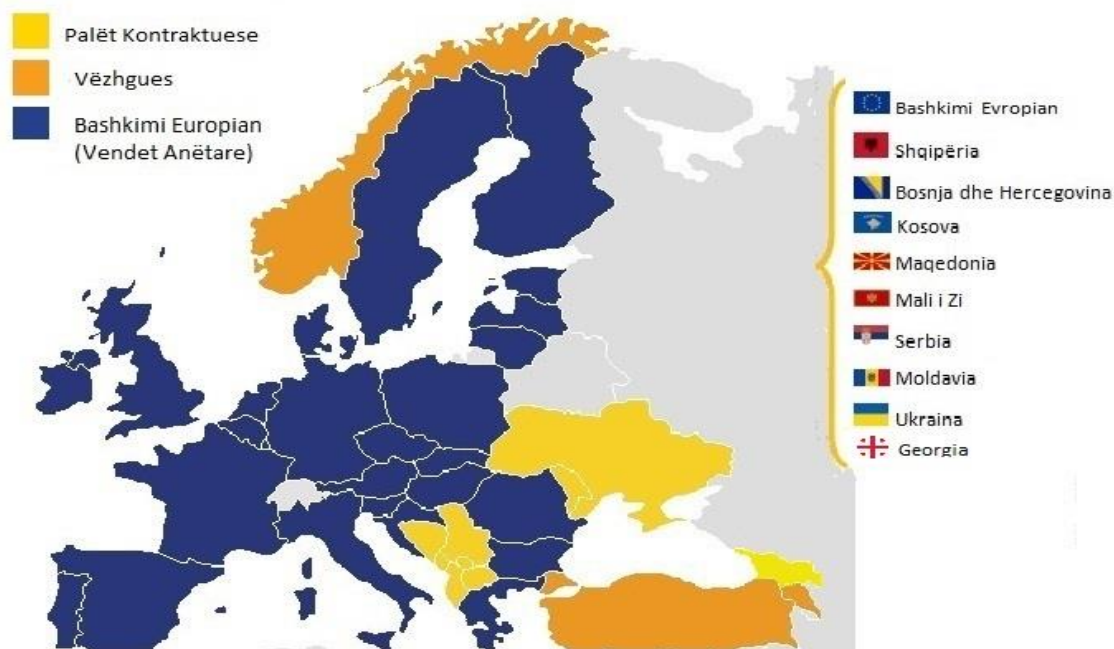 Palët Kontraktuese
Vëzhgues
Bashkimi Europian
(Vendet Anëtare)
Bashkimi Evropian
Shqipëria
Bosnja dhe Hercegovina
Kosova
Maqedonia
Mali i Zi
Serbia
Moldavia
Ukraina
Georgia